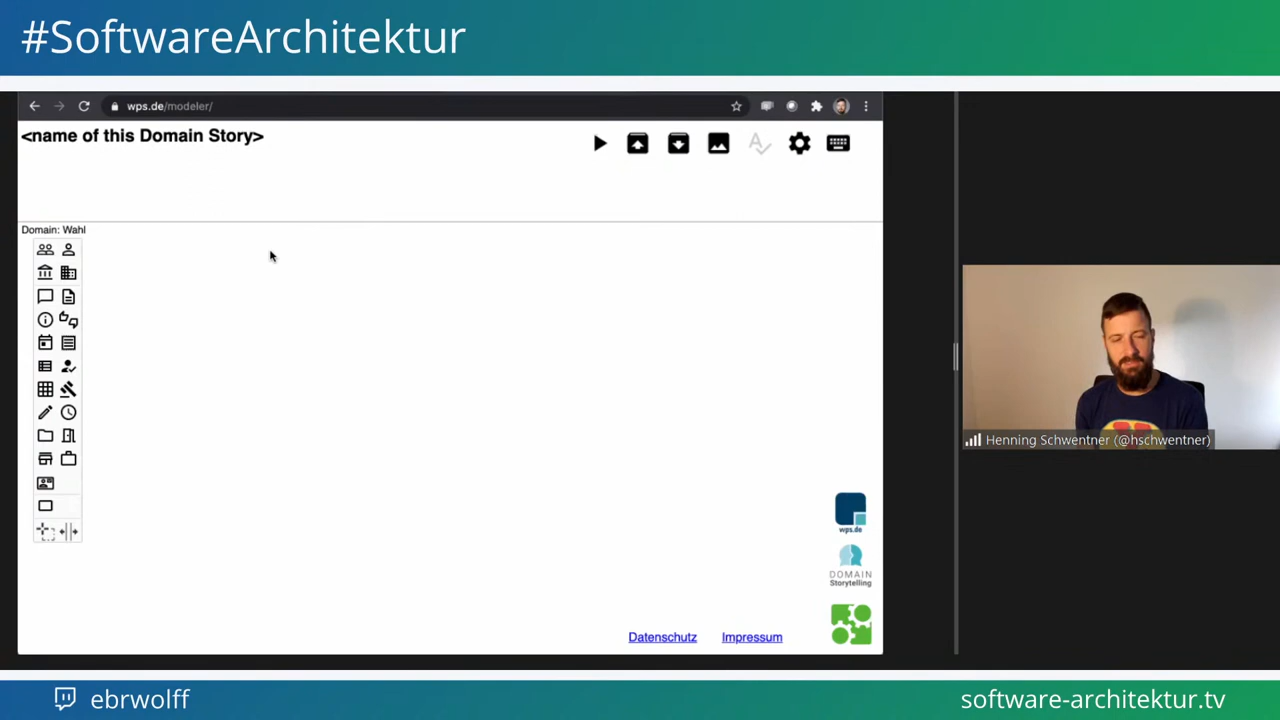 #SoftwareArchitektur
wps.de/modeler/
<name of this Domain Story>
Domain: Wahl
wps.de
DOMAIN
Storytelling
Datenschutz Impressum
Henning Schwentner (@hschwentner)
ebrwolff
software-architektur.tv